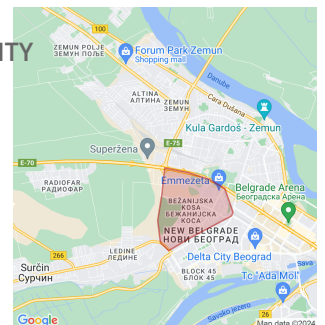 ITY
100
ZEMUN POLJE
ЗЕМУН ПОЉЕ
Forum Park Zemun
Shopping mall
Danube
ALTINA
АЛТИНА
ZEMUN
ЗЕМУН
Cara Dušana
Kula Gardoš - Zemun
E-75
Superžena
E-70
RADIOFAR
РАДИОФАР
Emmezeta
Belgrade Arena
Београдска Арена
BEŽANIJSKA
KOSA
БЕЖАНИЈСКА
КОСА
NEW BELGRADE
НОВИ БЕОГРАД
LEDINE
ЛЕДИНЕ
266
Surčin
Сурчин
Delta City Beograd
BLOCK 45
БЛОК 45
Tc "Ada Mol"
Savsko jezero
26
Google
Map data ©2024